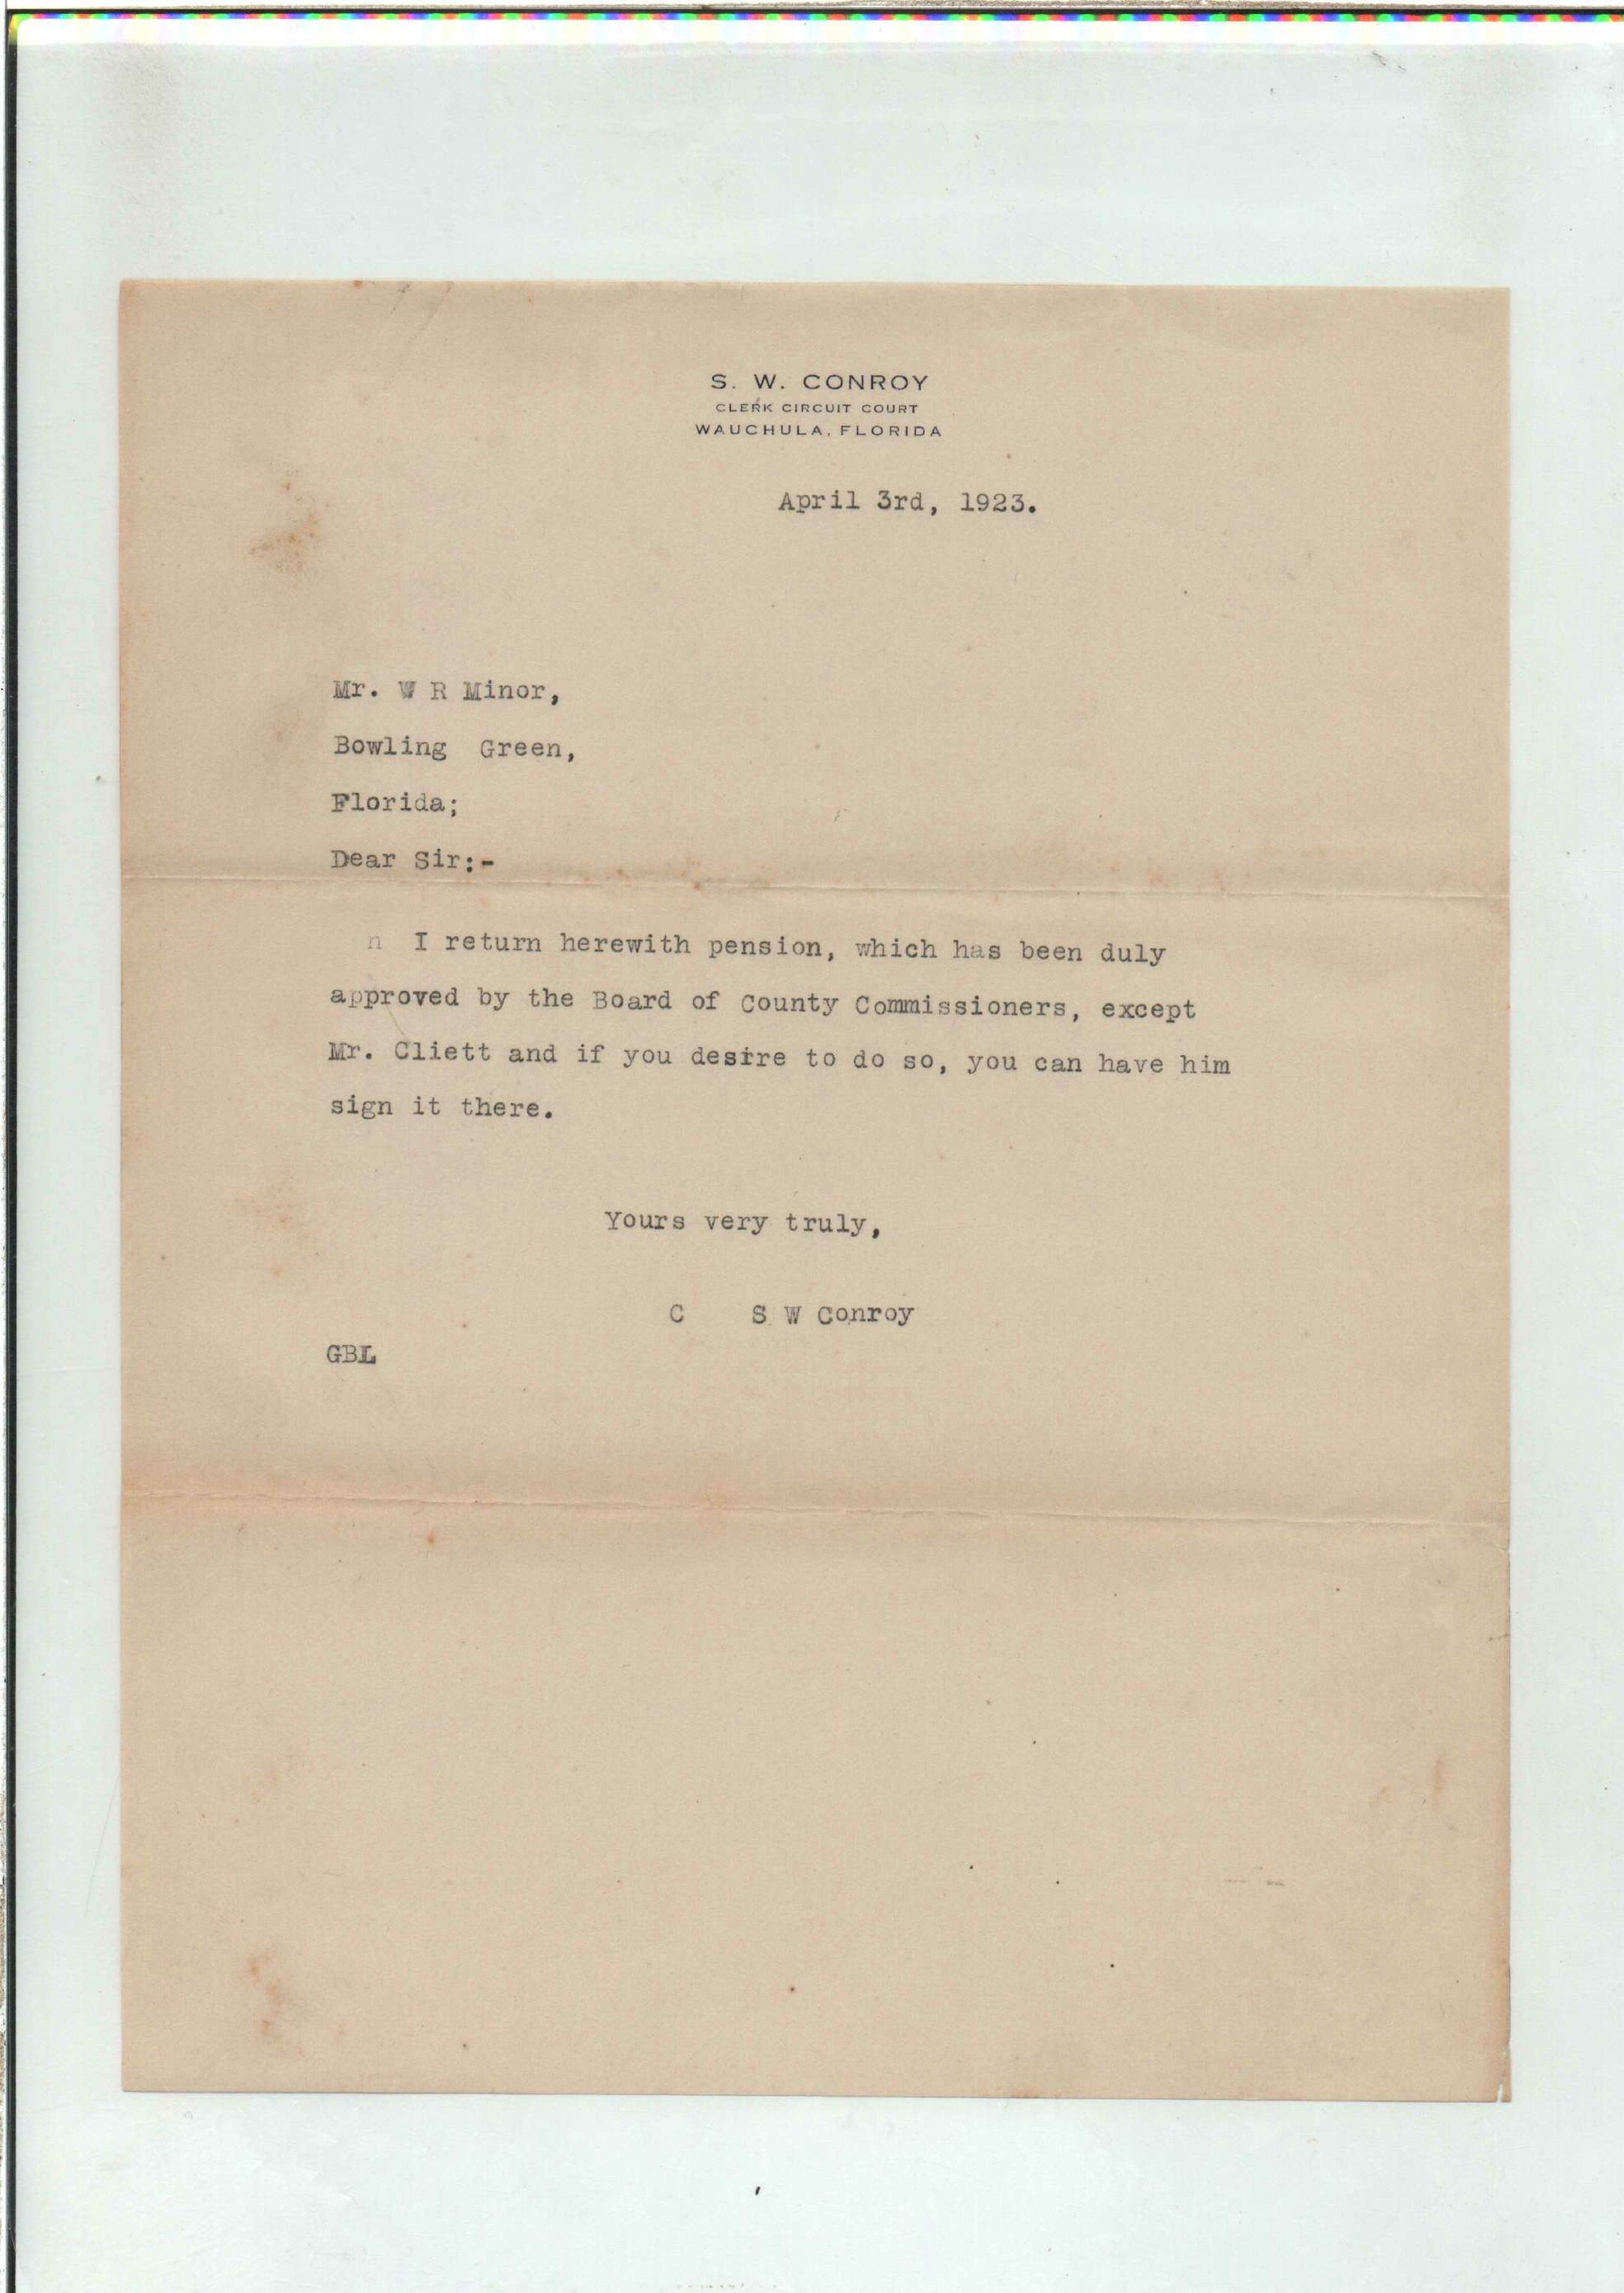 S. W. CONROY
CLERK CIRCUIT COURT
WAUCHULA, FLORIDA
April 3rd, 1923.
Mr. W R Minor,
Bowling Green,
Florida;
Dear Sir:-
n I return herewith pension, which has been duly
approved by the Board of County Commissioners, except
Mr. Cliett and if you desire to do so, you can have him
sign it there.
Yours very truly,
C S W Conroy
GBL